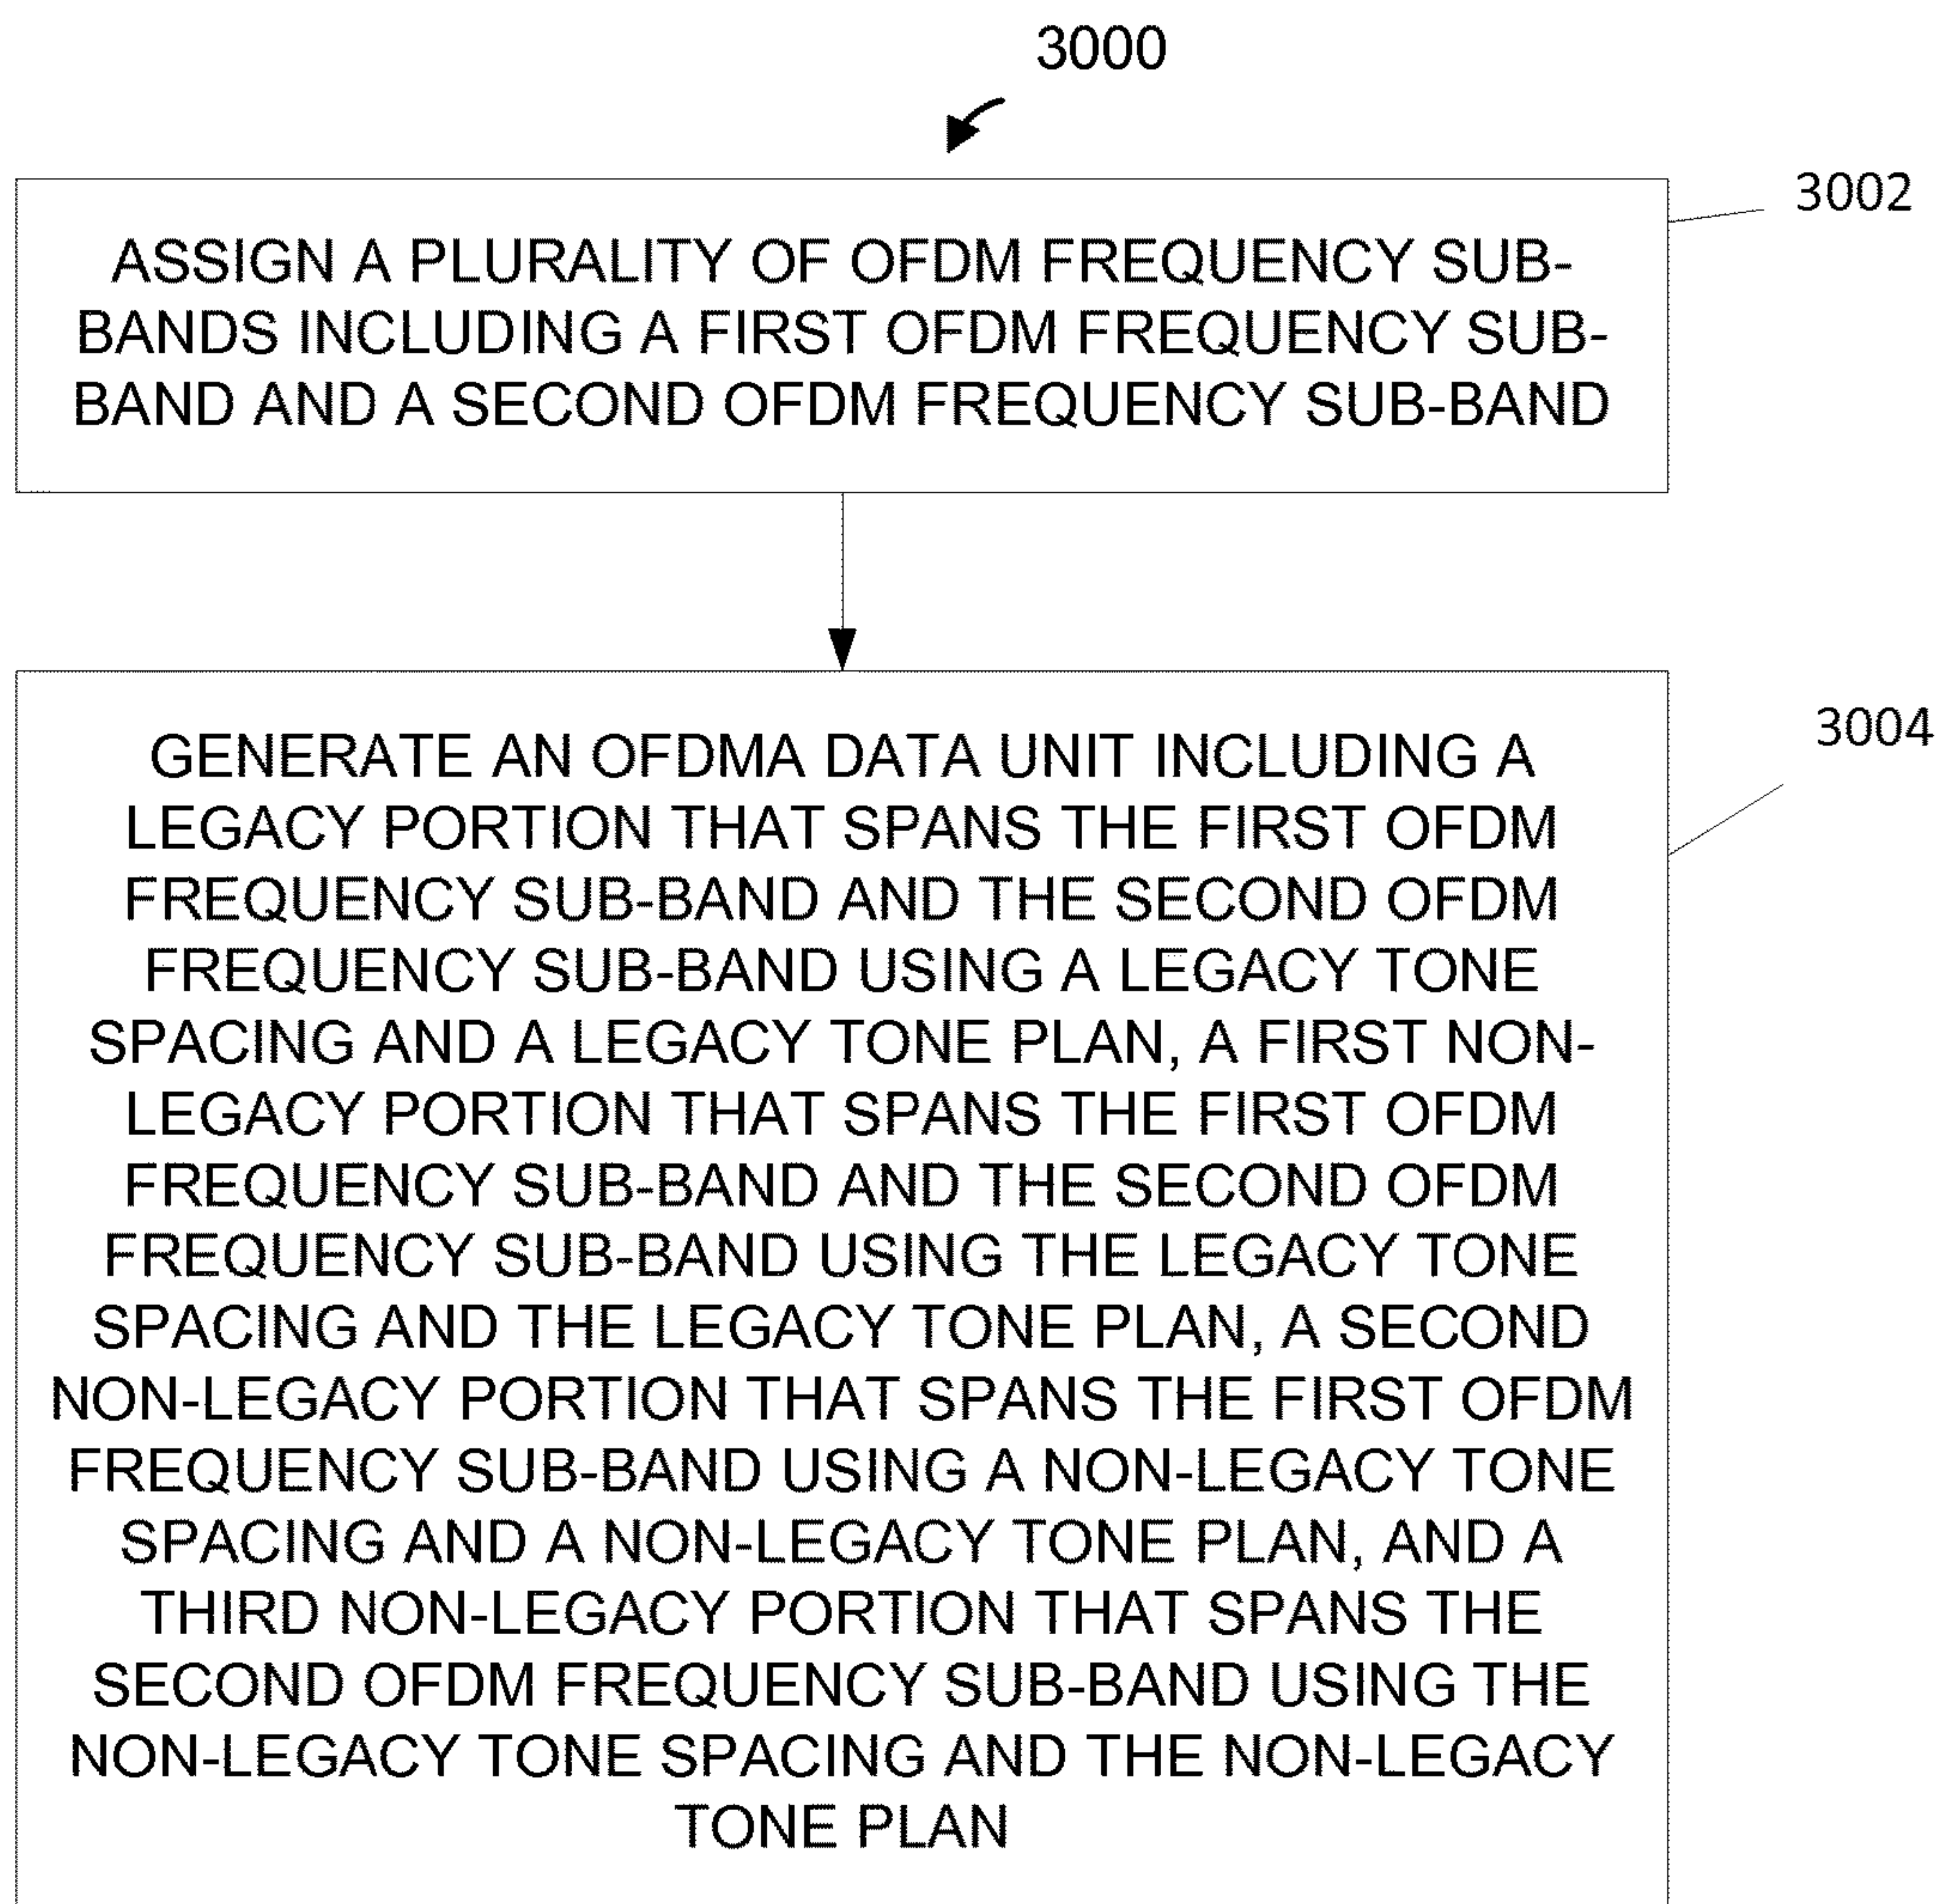 3000
3002
ASSIGN A PLURALITY OF OFDM FREQUENCY SUB-
BANDS INCLUDING A FIRST OFDM FREQUENCY SUB-
BAND AND A SECOND OFDM FREQUENCY SUB-BAND
3004
GENERATE AN OFDMA DATA UNIT INCLUDING A
LEGACY PORTION THAT SPANS THE FIRST OFDM
FREQUENCY SUB-BAND AND THE SECOND OFDM
FREQUENCY SUB-BAND USING A LEGACY TONE
SPACING AND A LEGACY TONE PLAN, A FIRST NON-
LEGACY PORTION THAT SPANS THE FIRST OFDM
FREQUENCY SUB-BAND AND THE SECOND OFDM
FREQUENCY SUB-BAND USING THE LEGACY TONE
SPACING AND THE LEGACY TONE PLAN, A SECOND
NON-LEGACY PORTION THAT SPANS THE FIRST OFDM
FREQUENCY SUB-BAND USING A NON-LEGACY TONE
SPACING AND A NON-LEGACY TONE PLAN, AND A
THIRD NON-LEGACY PORTION THAT SPANS THE
SECOND OFDM FREQUENCY SUB-BAND USING THE
NON-LEGACY TONE SPACING AND THE NON-LEGACY
TONE PLAN